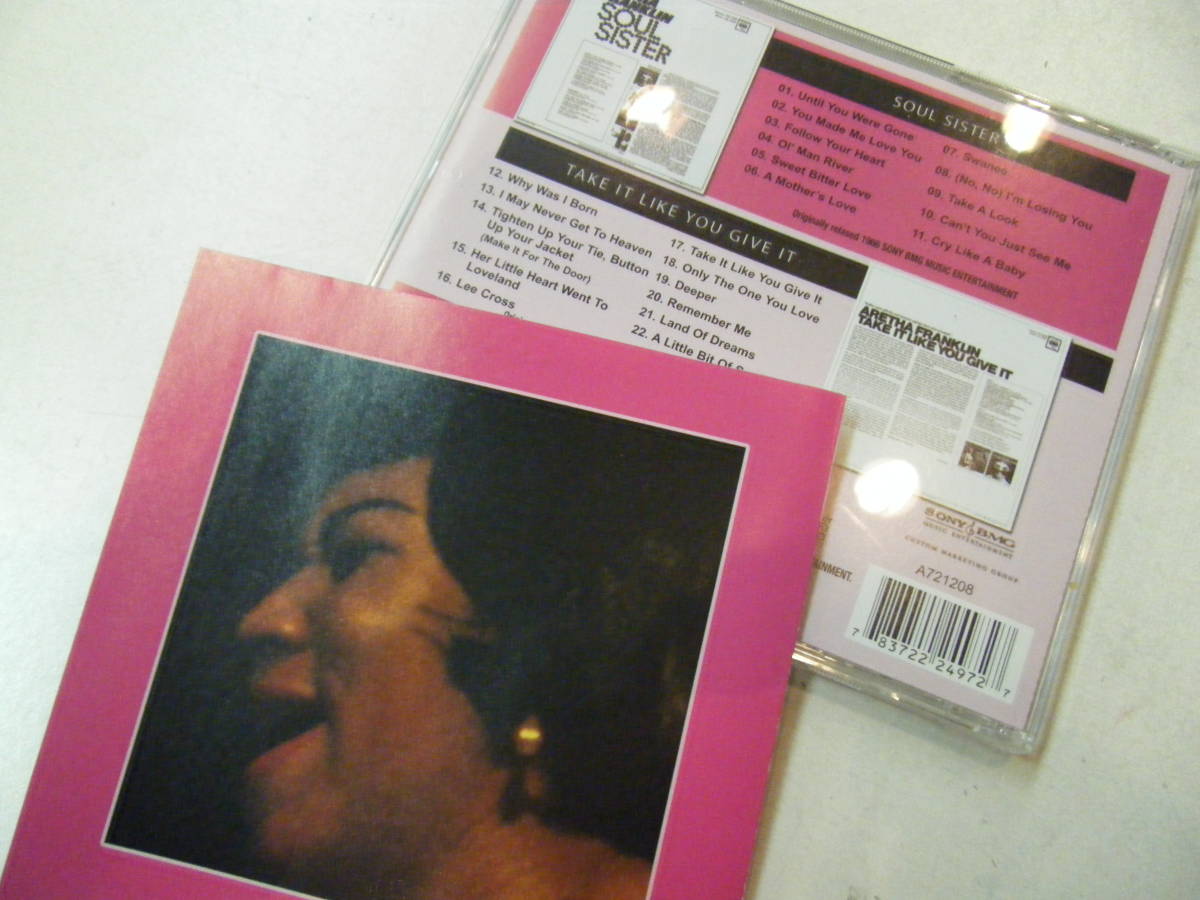 SOUL
SISTER
SOUL SISTER
01. Until You Were Gone
02. You Made Me Love You
03. Follow Your Heart
04. Ol' Man River
05. Sweet Bitter Love
06. A Mother's Love
07. Swanee
08. (No, No) I'm Losing You
09. Take A Look
10. Can't You Just See Me
11. Cry Like A Baby
1966 SONY BMG MUSIC ENTERTAINMENT
TAKE IT LIKE YOU GIVE IT
12. Why Was I Born
13. I May Never Get To Heaven
14. Tighten Up Your Tie, Button
Up Your Jacket
(Make It For The Door)
15. Her Little Heart Went To
Loveland
16. Lee Cross
17. Take It Like You Give It
18. Only The One You Love
19. Deeper
20. Remember Me
21. Land Of Dreams
22. A Little Bit Of
ARETHA FRANKLIN
TAKE IT LIKE YOU GIVE IT
SONY BMG
MUSIC ENTERTAINMENT
CUSTOM MARKETING GROUP
A721208
7 83722 24972 7